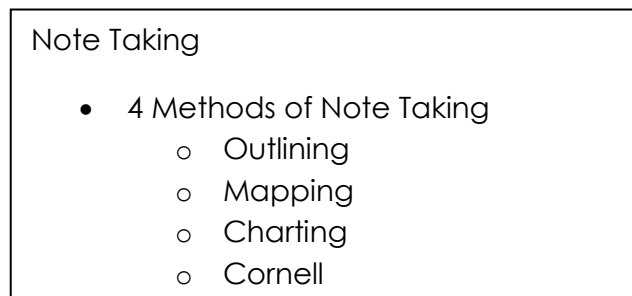 Note Taking
• 4 Methods of Note Taking
o Outlining
o Mapping
o Charting
o Cornell